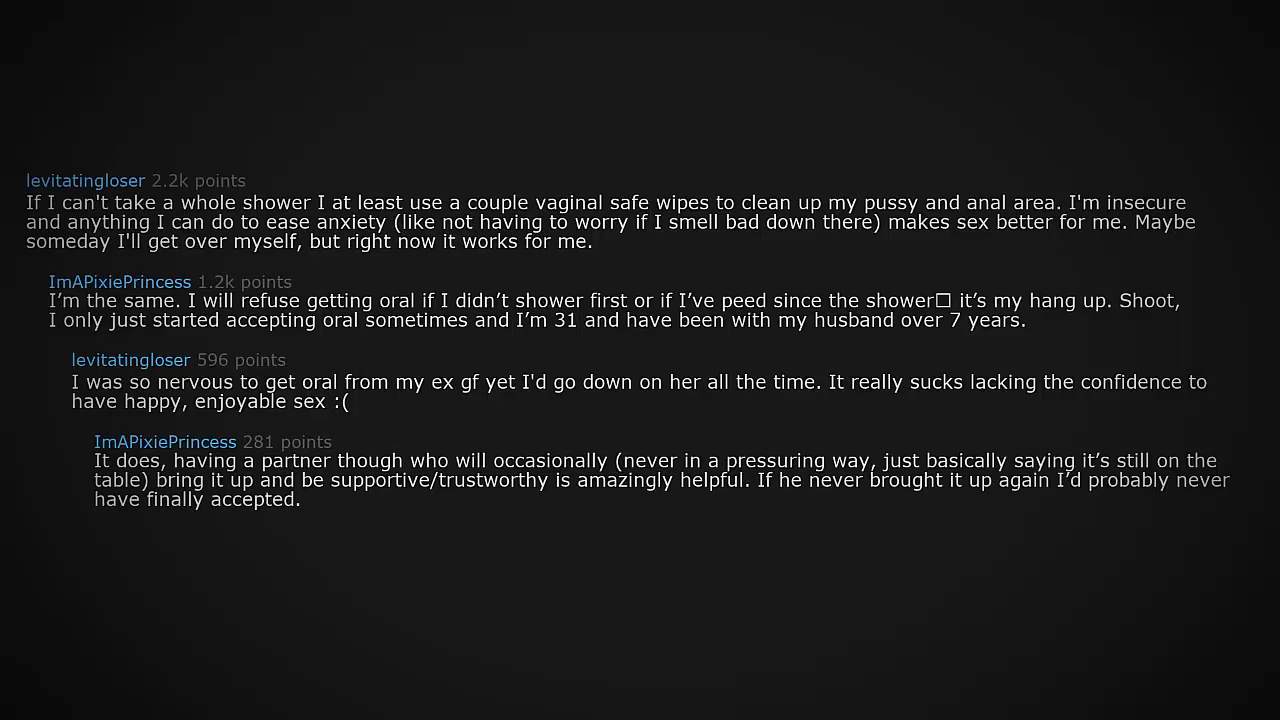 levitatingloser 2.2k points
If I can't take a whole shower I at least use a couple vaginal safe wipes to clean up my pussy and anal area. I'm insecure
and anything I can do to ease anxiety (like not having to worry if I smell bad down there) makes sex better for me. Maybe
someday I'll get over myself, but right now it works for me.
ImAPixiePrincess 1.2k points
I’m the same. I will refuse getting oral if I didn’t shower first or if I’ve peed since the shower□ it’s my hang up. Shoot,
I only just started accepting oral sometimes and I’m 31 and have been with my husband over 7 years.
levitatingloser 596 points
I was so nervous to get oral from my ex gf yet I'd go down on her all the time. It really sucks lacking the confidence to
have happy, enjoyable sex :(
ImAPixiePrincess 281 points
It does, having a partner though who will occasionally (never in a pressuring way, just basically saying it’s still on the
table) bring it up and be supportive/trustworthy is amazingly helpful. If he never brought it up again I’d probably never
have finally accepted.